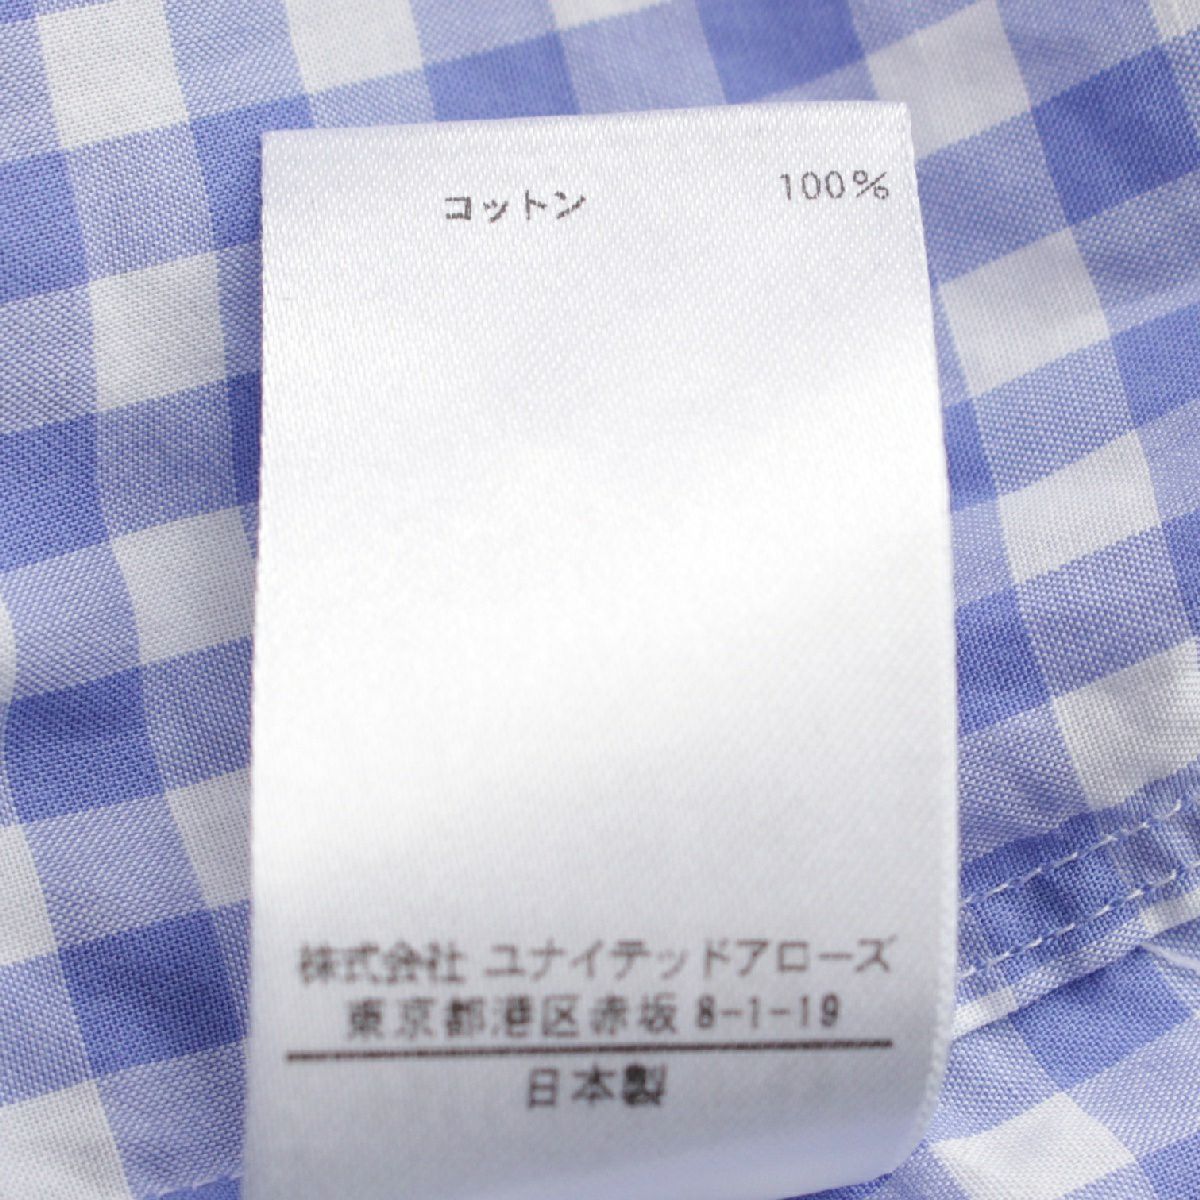 コットン 100%
株式会社 ユナイテッドアローズ
東京都港区赤坂 8-1-19
日本製